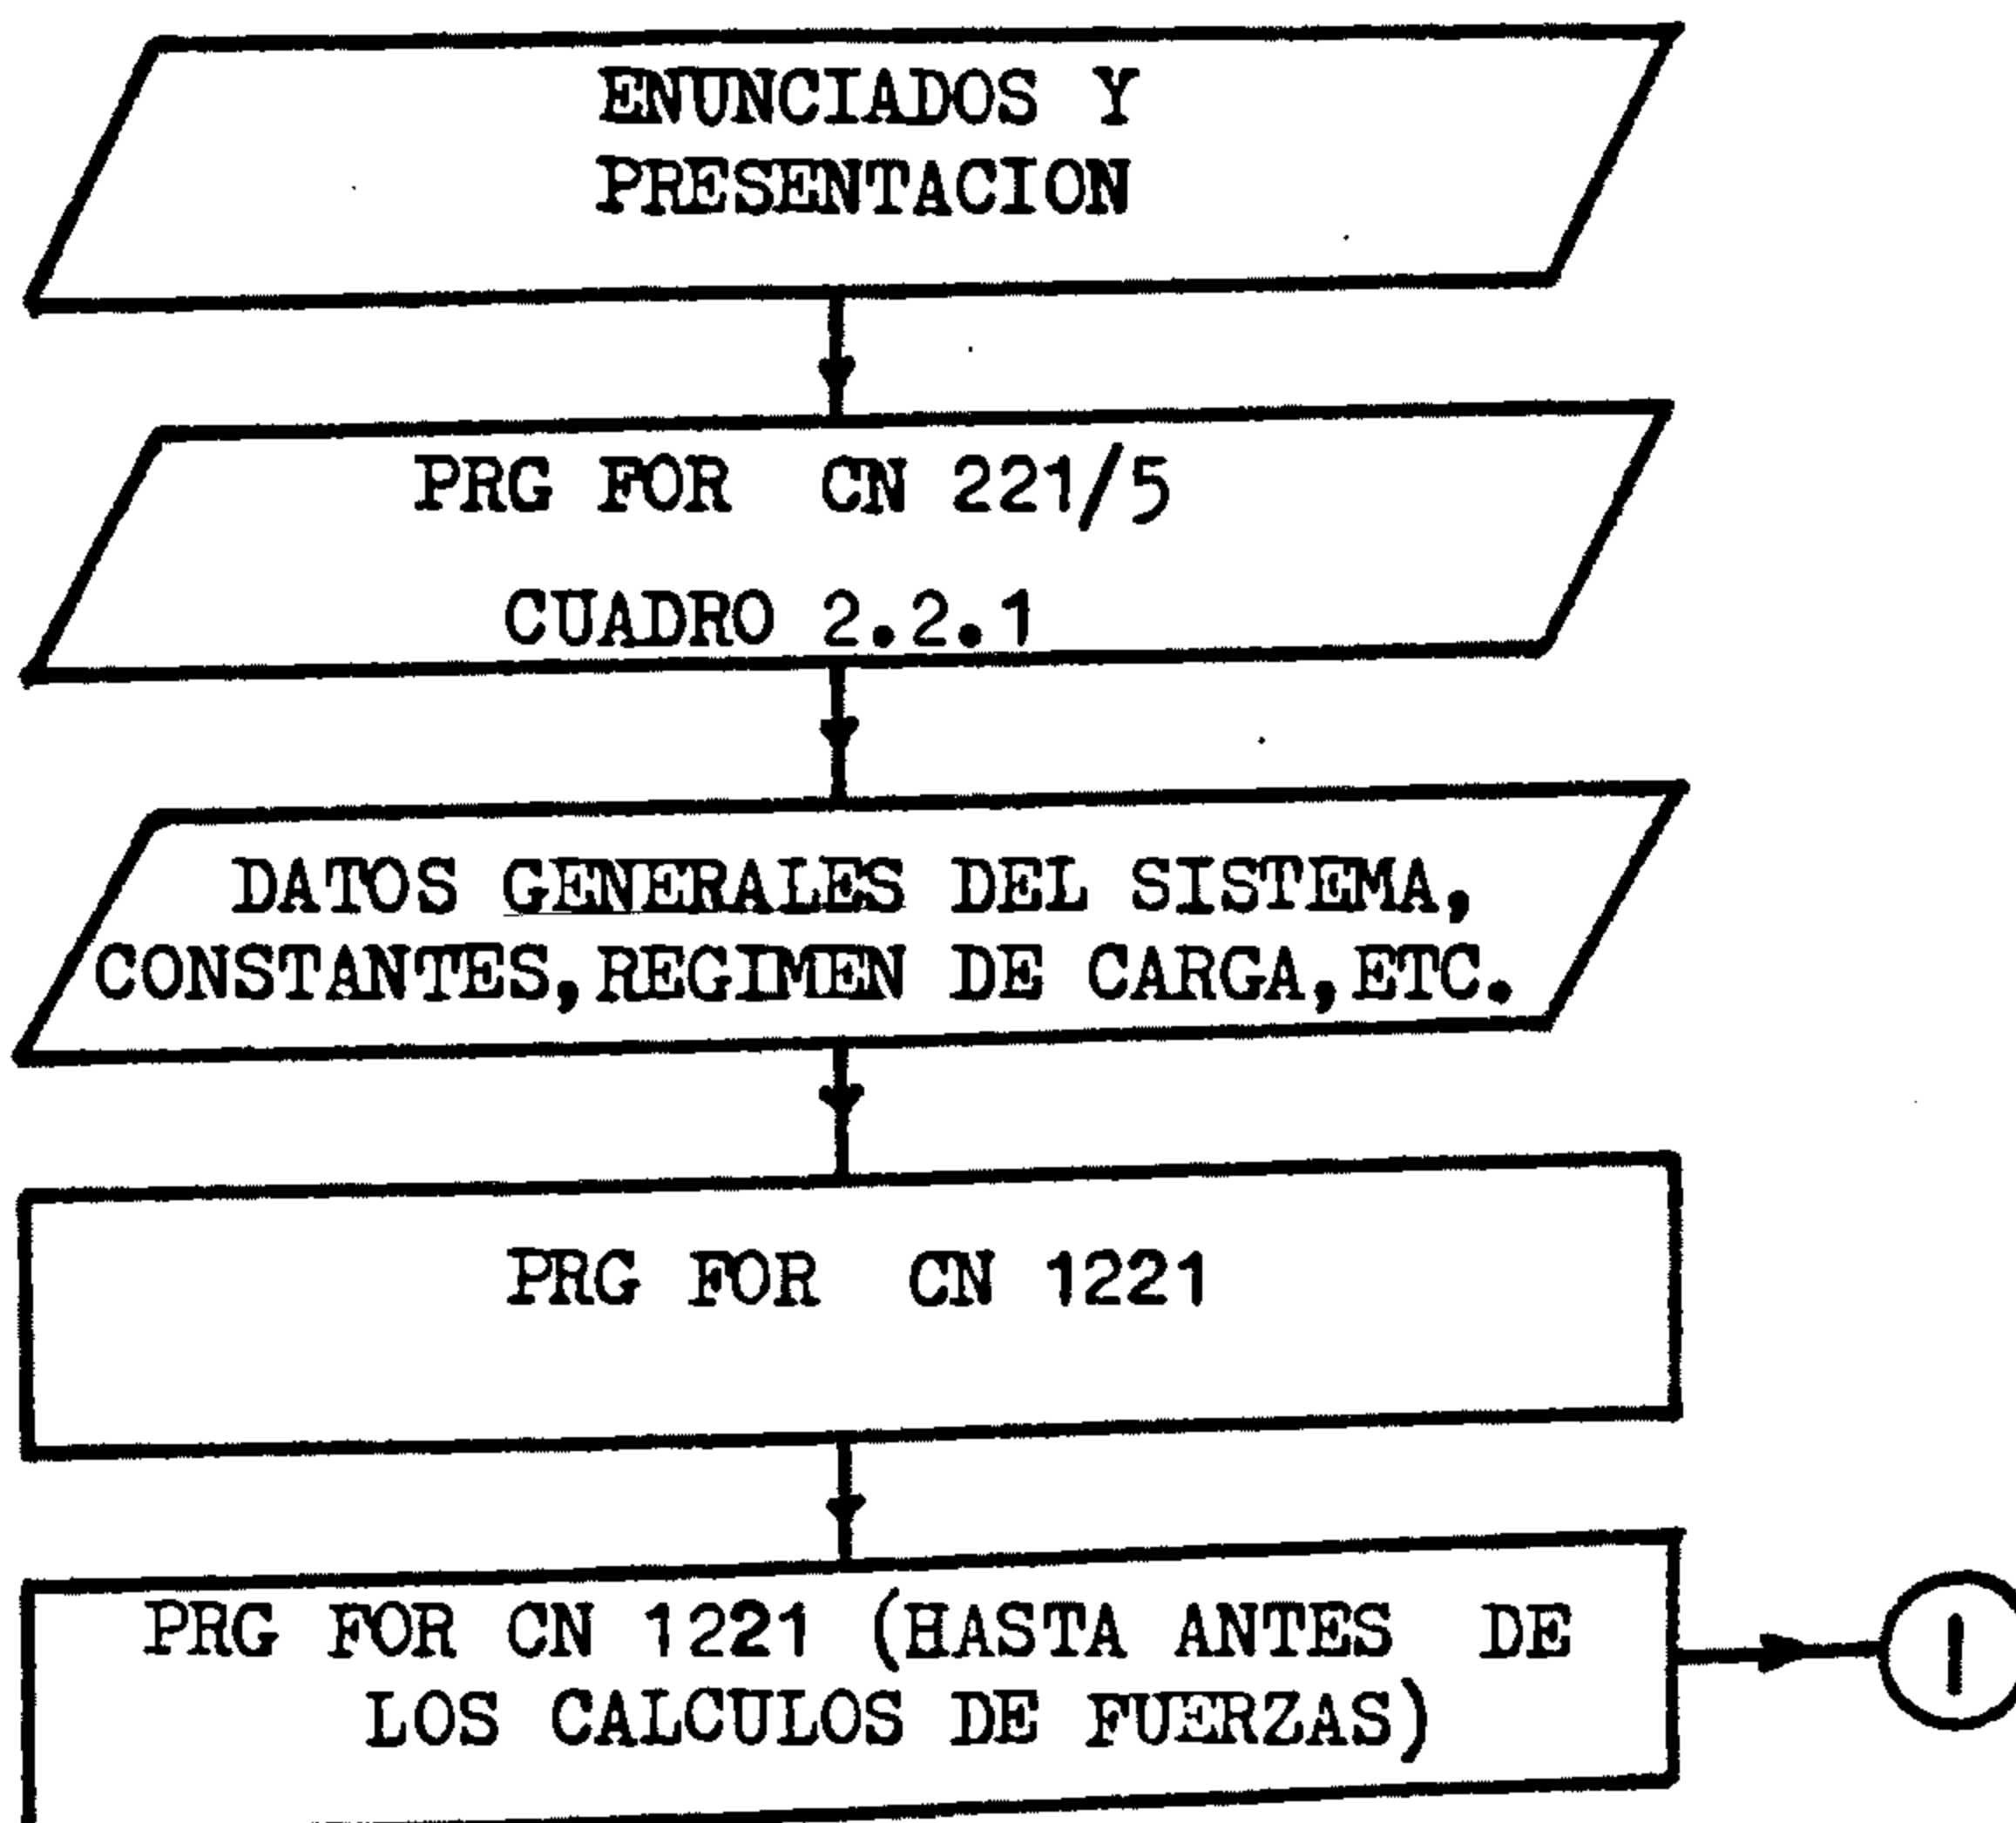 ENUNCIADOS Y
PRESENTACION
PRG FOR CN 221/5
CUADRO 2.2.1
DATOS GENERALES DEL SISTEMA,
CONSTANTES,REGIMEN DE CARGA,ETC.
PRG FOR CN 1221
PRG FOR CN 1221 (HASTA ANTES DE
LOS CALCULOS DE FUERZAS)
1